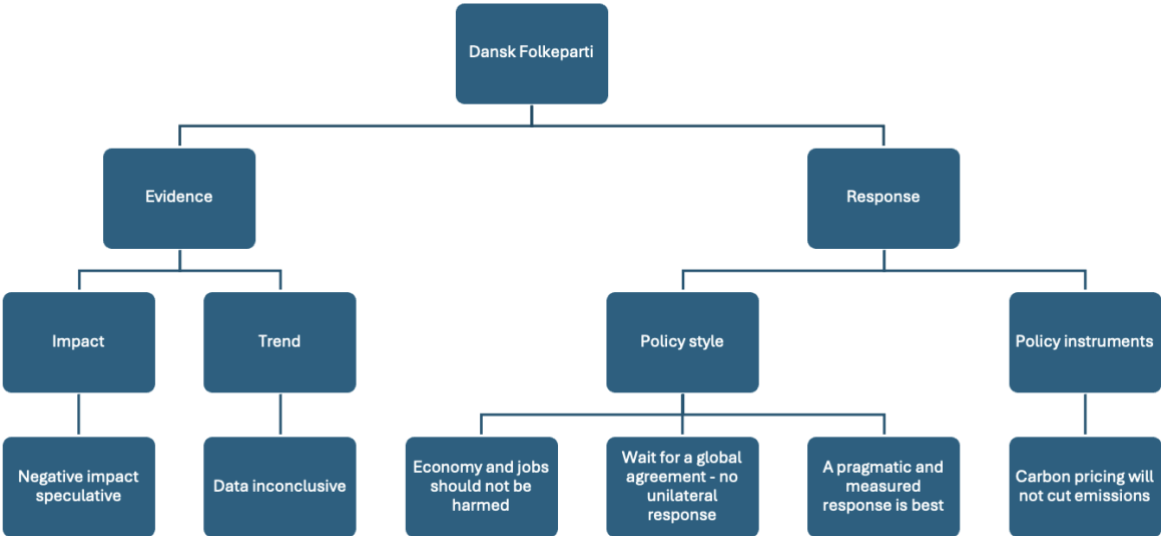 Dansk Folkeparti
Evidence
Response
Impact
Trend
Policy style
Policy instruments
Negative impact
speculative
Data inconclusive
Economy and jobs
should not be
harmed
Wait for a global
agreement - no
unilateral
response
A pragmatic and
measured
response is best
Carbon pricing will
not cut emissions